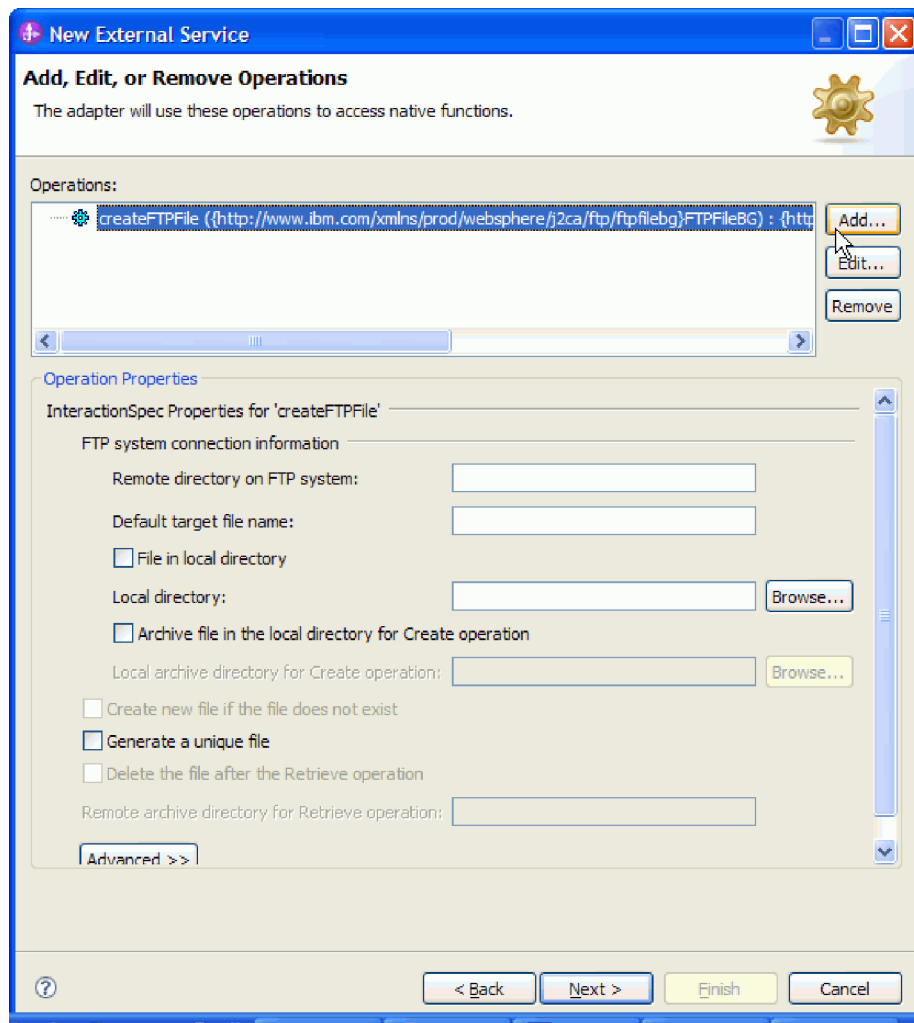 New External Service
Add, Edit, or Remove Operations
The adapter will use these operations to access native functions.
Operations:
createFTPFile ({http://www.ibm.com/xmlns/prod/websphere/j2ca/ftp/ftpfilebg}FTPFileBG) : {http
Add...
Edit...
Remove
Operation Properties
InteractionSpec Properties for 'createFTPFile'
FTP system connection information
Remote directory on FTP system:
Default target file name:
File in local directory
Local directory:
Browse...
Archive file in the local directory for Create operation
Local archive directory for Create operation:
Browse...
Create new file if the file does not exist
Generate a unique file
Delete the file after the Retrieve operation
Remote archive directory for Retrieve operation:
Advanced >>
?
< Back
Next >
Finish
Cancel